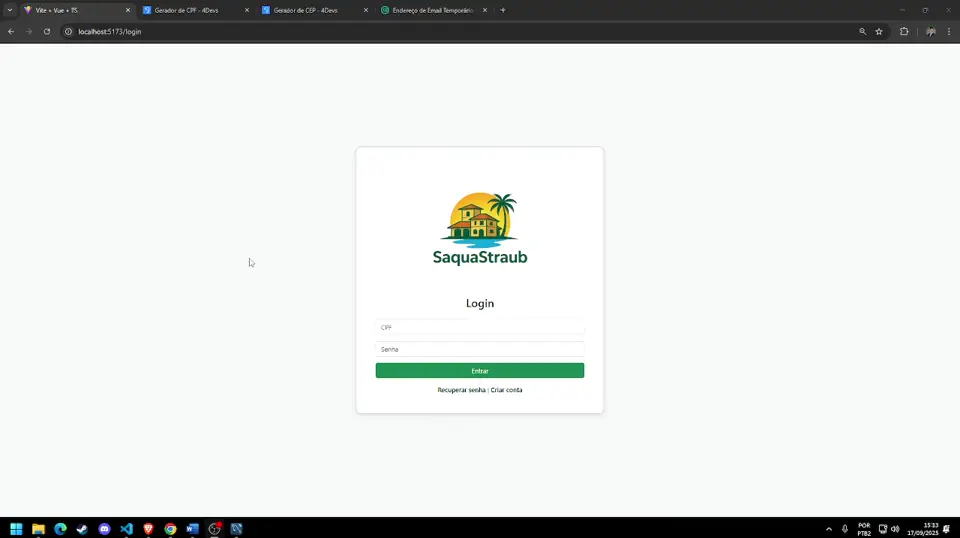 Vite + Vue + TS
Gerador de CPF - 4Devs
Gerador de CEP - 4Devs
Endereço de Email Temporário
localhost:5173/login
SaquaStraub
Login
CPF
Senha
Entrar
Recuperar senha | Criar conta
POR
PTB2
15:33
17/09/2025